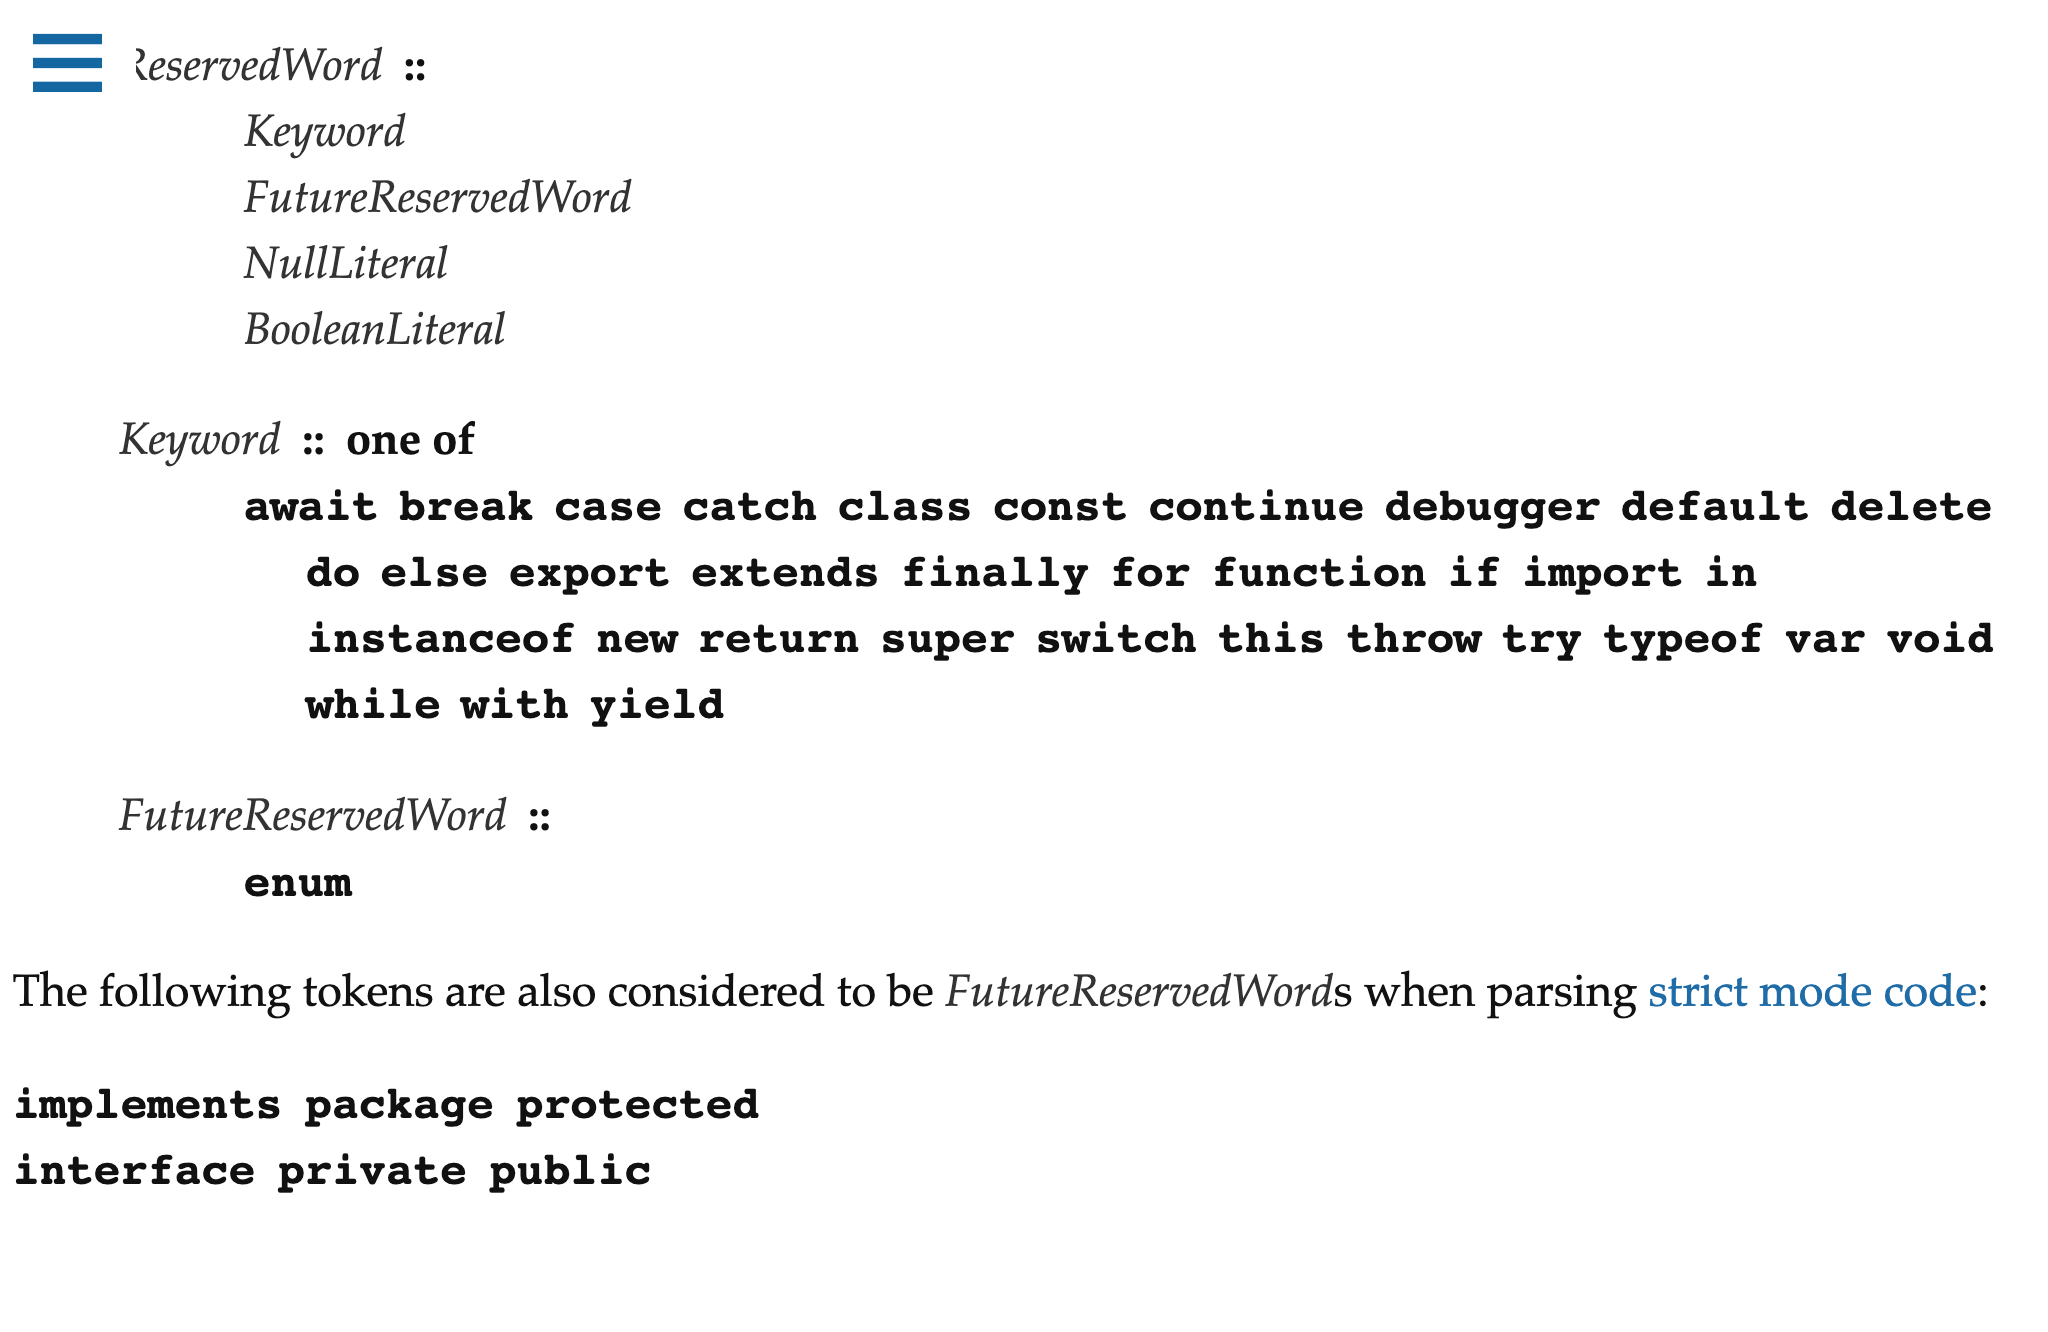 ReservedWord ::
Keyword
FutureReservedWord
NullLiteral
BooleanLiteral
Keyword :: one of
await break case catch class const continue debugger default delete
do else export extends finally for function if import in
instanceof new return super switch this throw try typeof var void
while with yield
FutureReservedWord ::
enum
The following tokens are also considered to be FutureReservedWords when parsing strict mode code:
implements package protected
interface private public